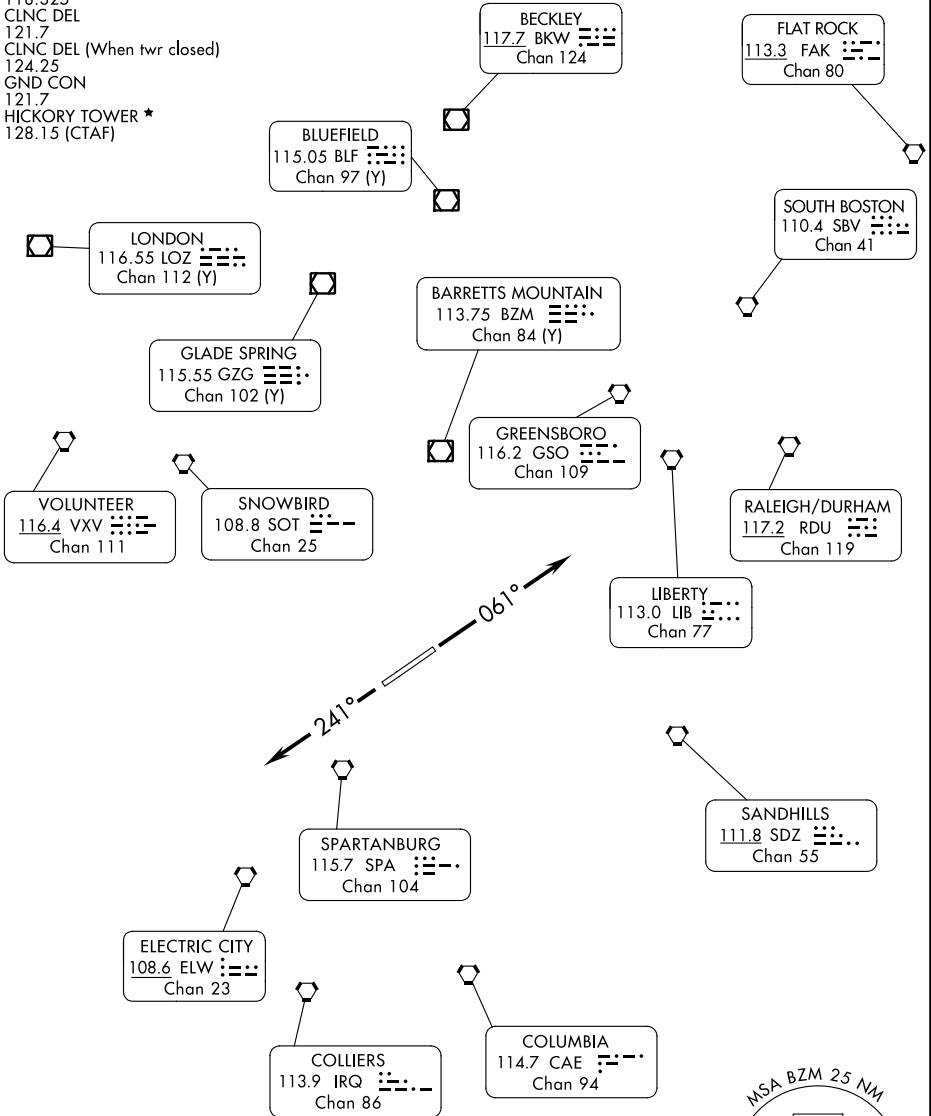 118.325
CLNC DEL
121.7
CLNC DEL (When twr closed)
124.25
GND CON
121.7
HICKORY TOWER ★
128.15 (CTAF)
BECKLEY
117.7 BKW
Chan 124
FLAT ROCK
113.3 FAK
Chan 80
BLUEFIELD
115.05 BLF
Chan 97 (Y)
SOUTH BOSTON
110.4 SBV
Chan 41
LONDON
116.55 LOZ
Chan 112 (Y)
BARRETTS MOUNTAIN
113.75 BZM
Chan 84 (Y)
GLADE SPRING
115.55 GZG
Chan 102 (Y)
GREENSBORO
116.2 GSO
Chan 109
VOLUNTEER
116.4 VXV
Chan 111
SNOWBIRD
108.8 SOT
Chan 25
RALEIGH/DURHAM
117.2 RDU
Chan 119
LIBERTY
113.0 LIB
Chan 77
061°
241°
SANDHILLS
111.8 SDZ
Chan 55
SPARTANBURG
115.7 SPA
Chan 104
ELECTRIC CITY
108.6 ELW
Chan 23
COLLIERS
113.9 IRQ
Chan 86
COLUMBIA
114.7 CAE
Chan 94
MSA BZM 25 NM